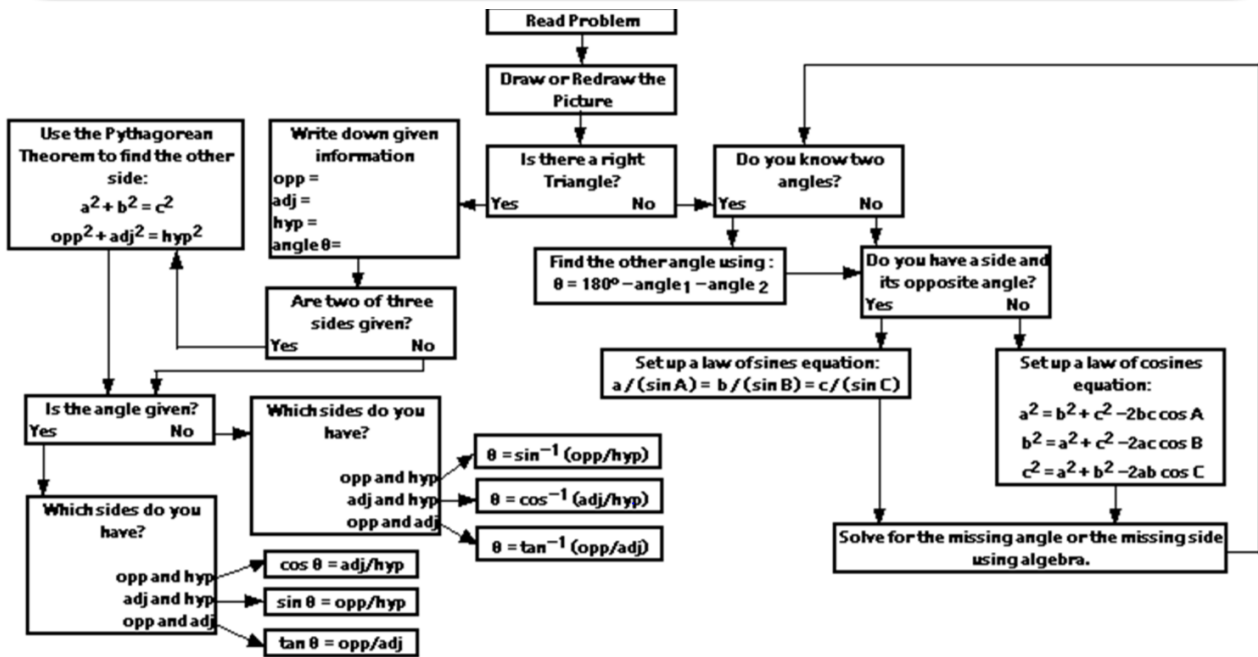 Read Problem
Draw or Redraw the
Picture
Is there a right
Triangle?
Yes No
Write down given
information
opp =
adj =
hyp =
angle θ=
Are two of three
sides given?
Yes No
Use the Pythagorean
Theorem to find the other
side:
a² + b² = c²
opp² + adj² = hyp²
Is the angle given?
Yes No
Which sides do you
have?
opp and hyp
adj and hyp
opp and adj
θ = sin⁻¹ (opp/hyp)
θ = cos⁻¹ (adj/hyp)
θ = tan⁻¹ (opp/adj)
Which sides do you
have?
opp and hyp
adj and hyp
opp and adj
cos θ = adj/hyp
sin θ = opp/hyp
tan θ = opp/adj
Do you know two
angles?
Yes No
Find the other angle using :
θ = 180º – angle₁ – angle ₂
Do you have a side and
its opposite angle?
Yes No
Set up a law of sines equation:
a / (sin A) = b / (sin B) = c / (sin C)
Set up a law of cosines
equation:
a² = b² + c² –2bc cos A
b² = a² + c² –2ac cos B
c² = a² + b² –2ab cos C
Solve for the missing angle or the missing side
using algebra.